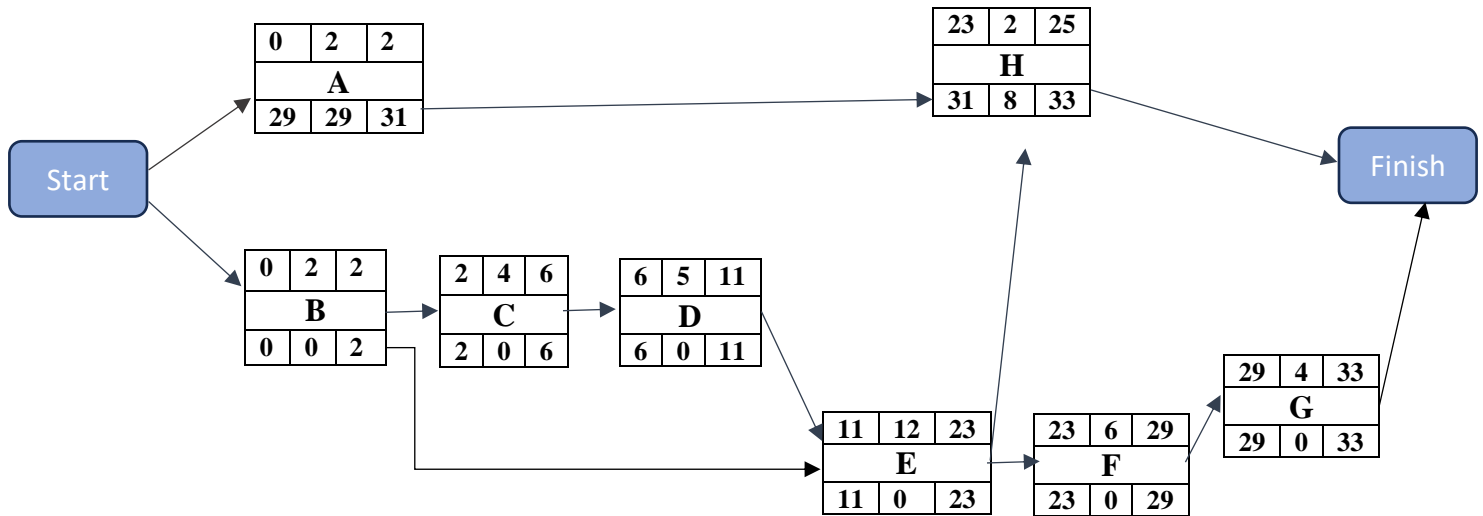 0 2 2
A
29 29 31
23 2 25
H
31 8 33
Start
Finish
0 2 2
B
0 0 2
2 4 6
C
2 0 6
6 5 11
D
6 0 11
11 12 23
E
11 0 23
23 6 29
F
23 0 29
29 4 33
G
29 0 33